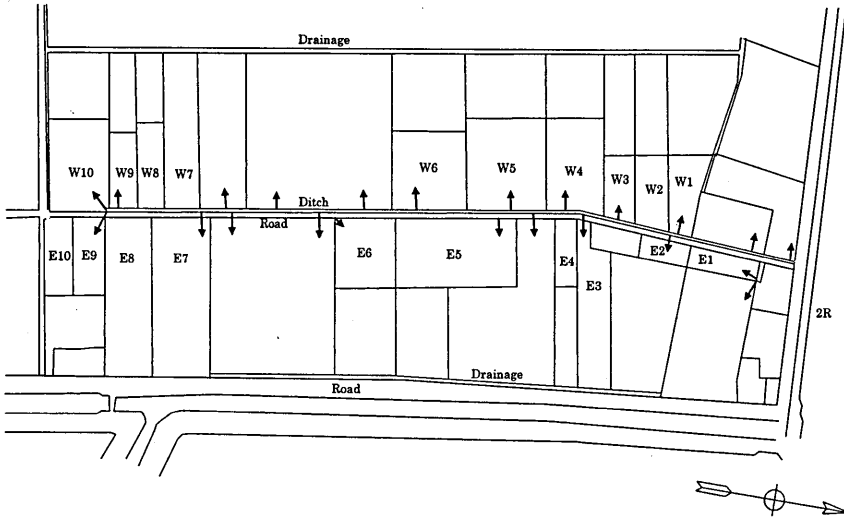 Drainage
W10
W9
W8
W7
W6
W5
W4
W3
W2
W1
Ditch
Road
E10
E9
E8
E7
E6
E5
E4
E3
E2
E1
2R
Drainage
Road